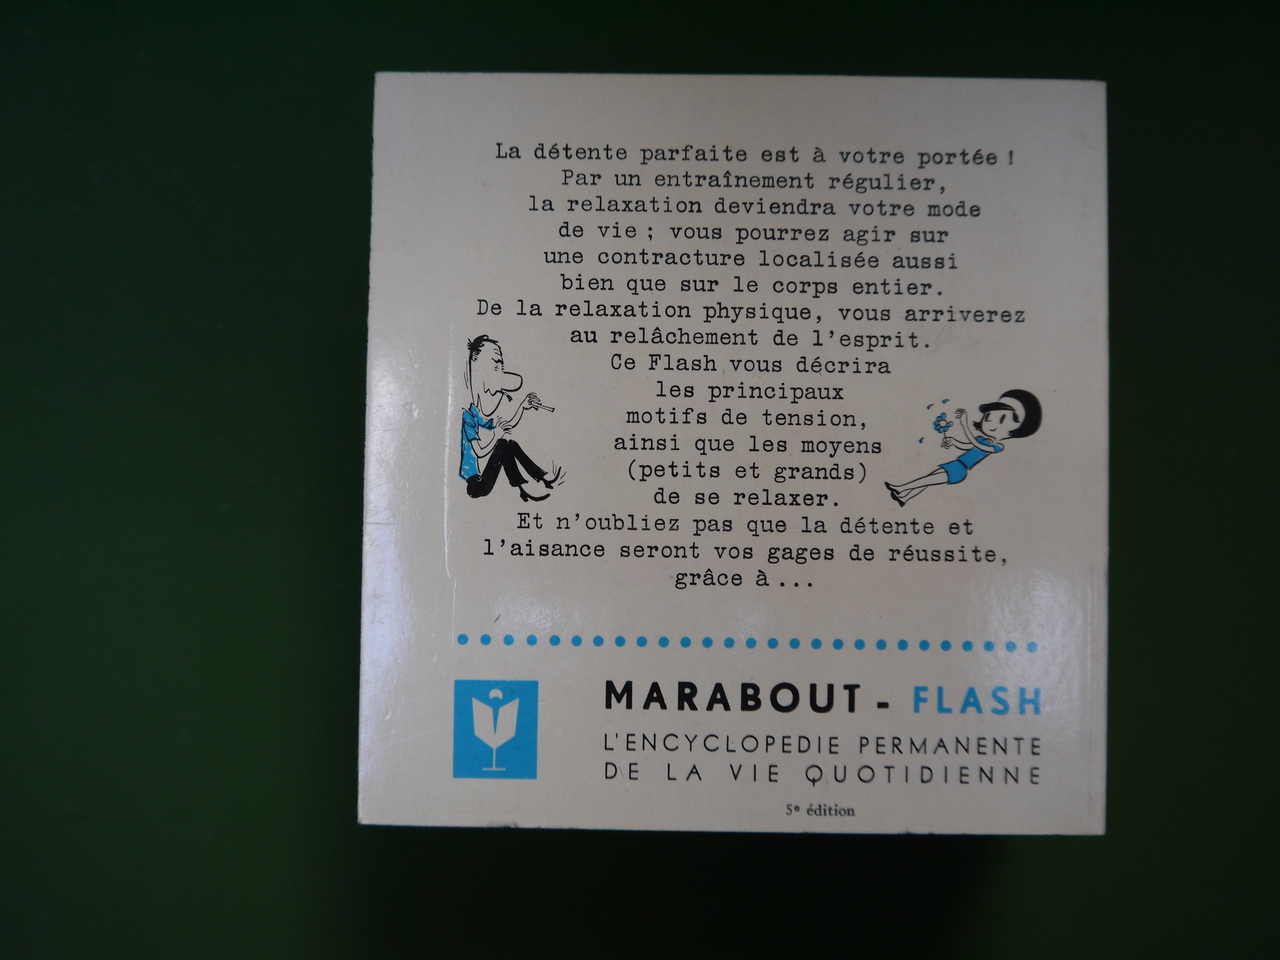 La détente parfaite est à votre portée !
Par un entraînement régulier,
la relaxation deviendra votre mode
de vie ; vous pourrez agir sur
une contracture localisée aussi
bien que sur le corps entier.
De la relaxation physique, vous arriverez
au relâchement de l'esprit.
Ce Flash vous décrira
les principaux
motifs de tension,
ainsi que les moyens
(petits et grands)
de se relaxer.
Et n'oubliez pas que la détente et
l'aisance seront vos gages de réussite,
grâce à ...
MARABOUT - FLASH
L'ENCYCLOPEDIE PERMANENTE
DE LA VIE QUOTIDIENNE
5e édition